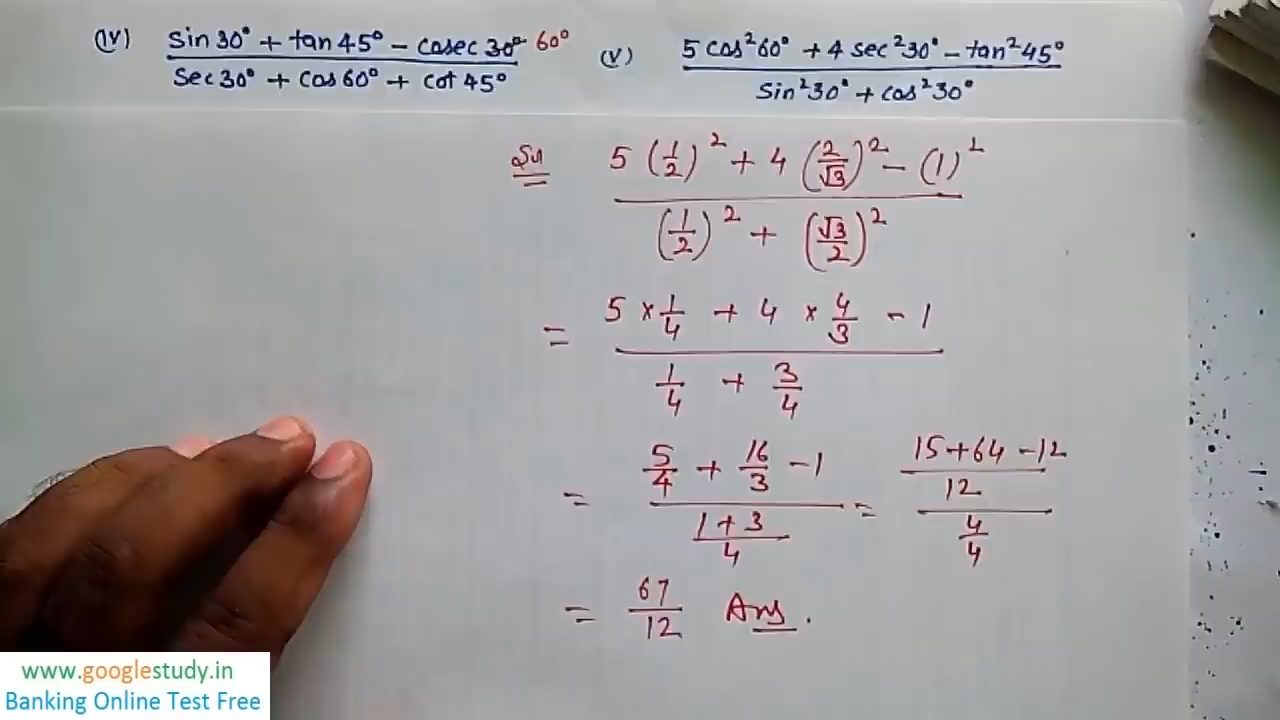 (IV) (sin 30° + tan 45° - cosec 30° 60°) / (Sec 30° + cos 60° + cot 45°)
(V) (5 cos²60° + 4 sec²30° - tan²45°) / (Sin²30° + cos²30°)
(5 (1/2)² + 4 (2/√3)² - (1)²) / ((1/2)² + (√3/2)²)
= (5 × 1/4 + 4 × 4/3 - 1) / (1/4 + 3/4)
= (5/4 + 16/3 - 1) / ((1+3)/4) = ((15+64-12)/12) / (4/4)
= 67/12 Ans.
www.googlestudy.in
Banking Online Test Free